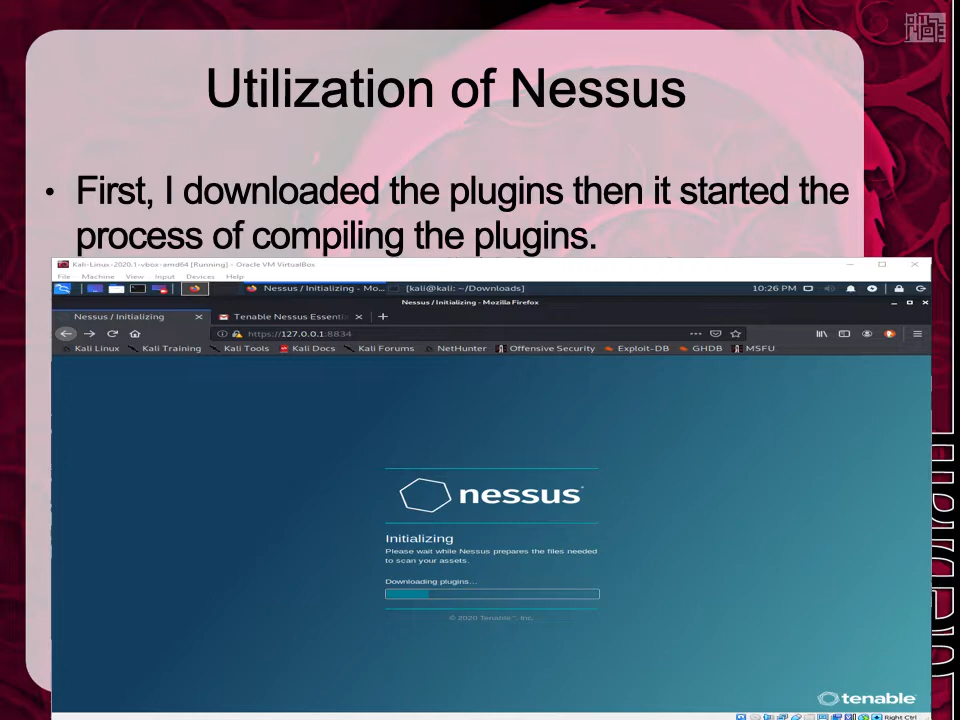 Utilization of Nessus
• First, I downloaded the plugins then it started the
process of compiling the plugins.
Kali-Linux-2020.1-vbox-amd64 [Running] - Oracle VM VirtualBox
File Machine View Input Devices Help
Nessus / Initializing - Mo... [kali@kali: ~/Downloads] 10:26 PM
Nessus / Initializing - Mozilla Firefox
Nessus / Initializing Tenable Nessus Essenti
https://127.0.0.1:8834
Kali Linux Kali Training Kali Tools Kali Docs Kali Forums NetHunter Offensive Security Exploit-DB GHDB MSFU
nessus
Initializing
Please wait while Nessus prepares the files needed
to scan your assets.
Downloading plugins...
© 2020 Tenable™, Inc.
tenable
Right Ctrl